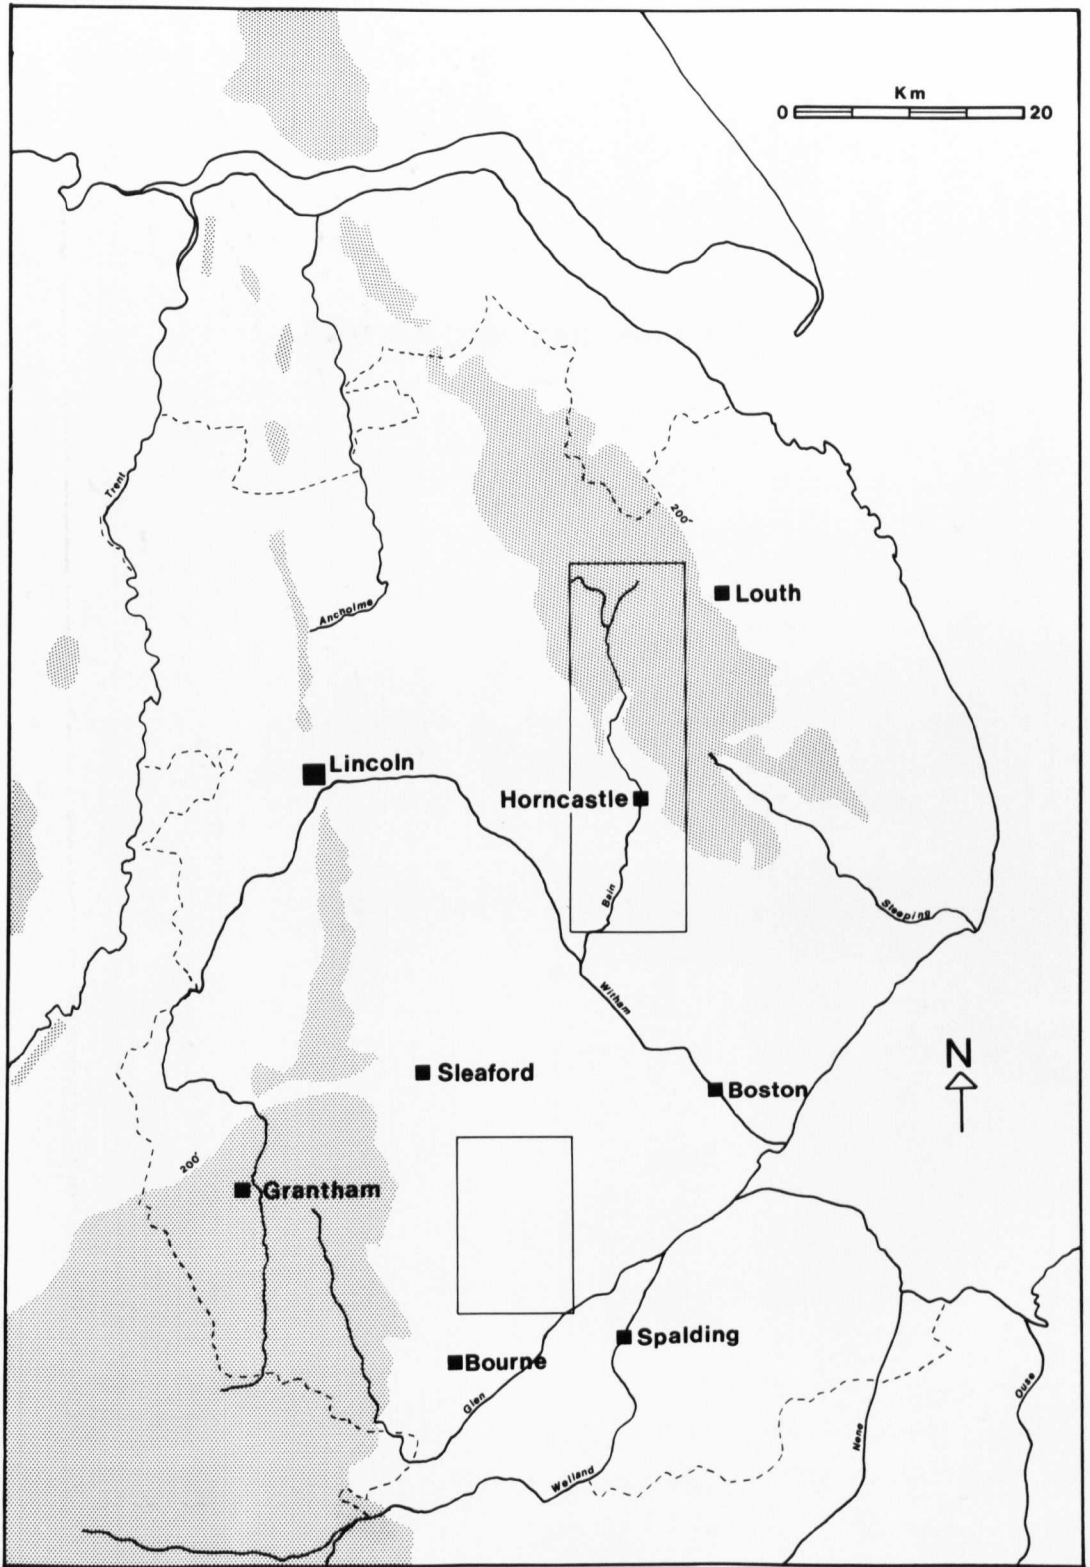 Km
0 20
200'
Trent
Ancholme
Louth
Lincoln
Horncastle
Bain
Steeping
Witham
N
Sleaford
Boston
200'
Grantham
Spalding
Bourne
Glen
Ouse
Nene
Welland